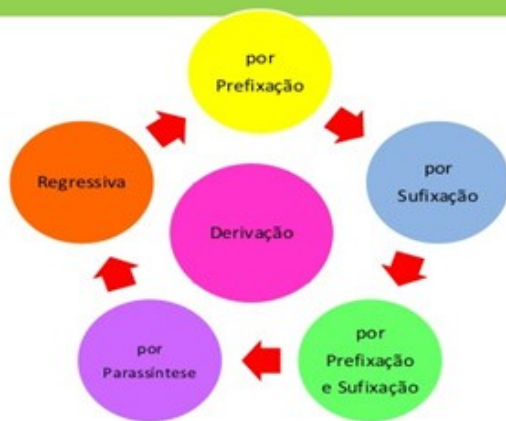 por
Prefixação
por
Sufixação
por
Prefixação
e Sufixação
por
Parassíntese
Regressiva
Derivação